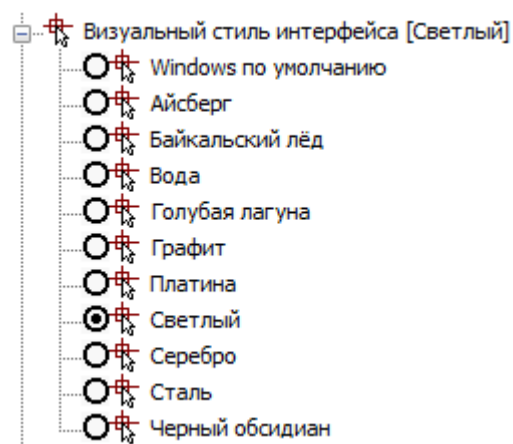 Визуальный стиль интерфейса [Светлый]
Windows по умолчанию
Айсберг
Байкальский лёд
Вода
Голубая лагуна
Графит
Платина
Светлый
Серебро
Сталь
Черный обсидиан